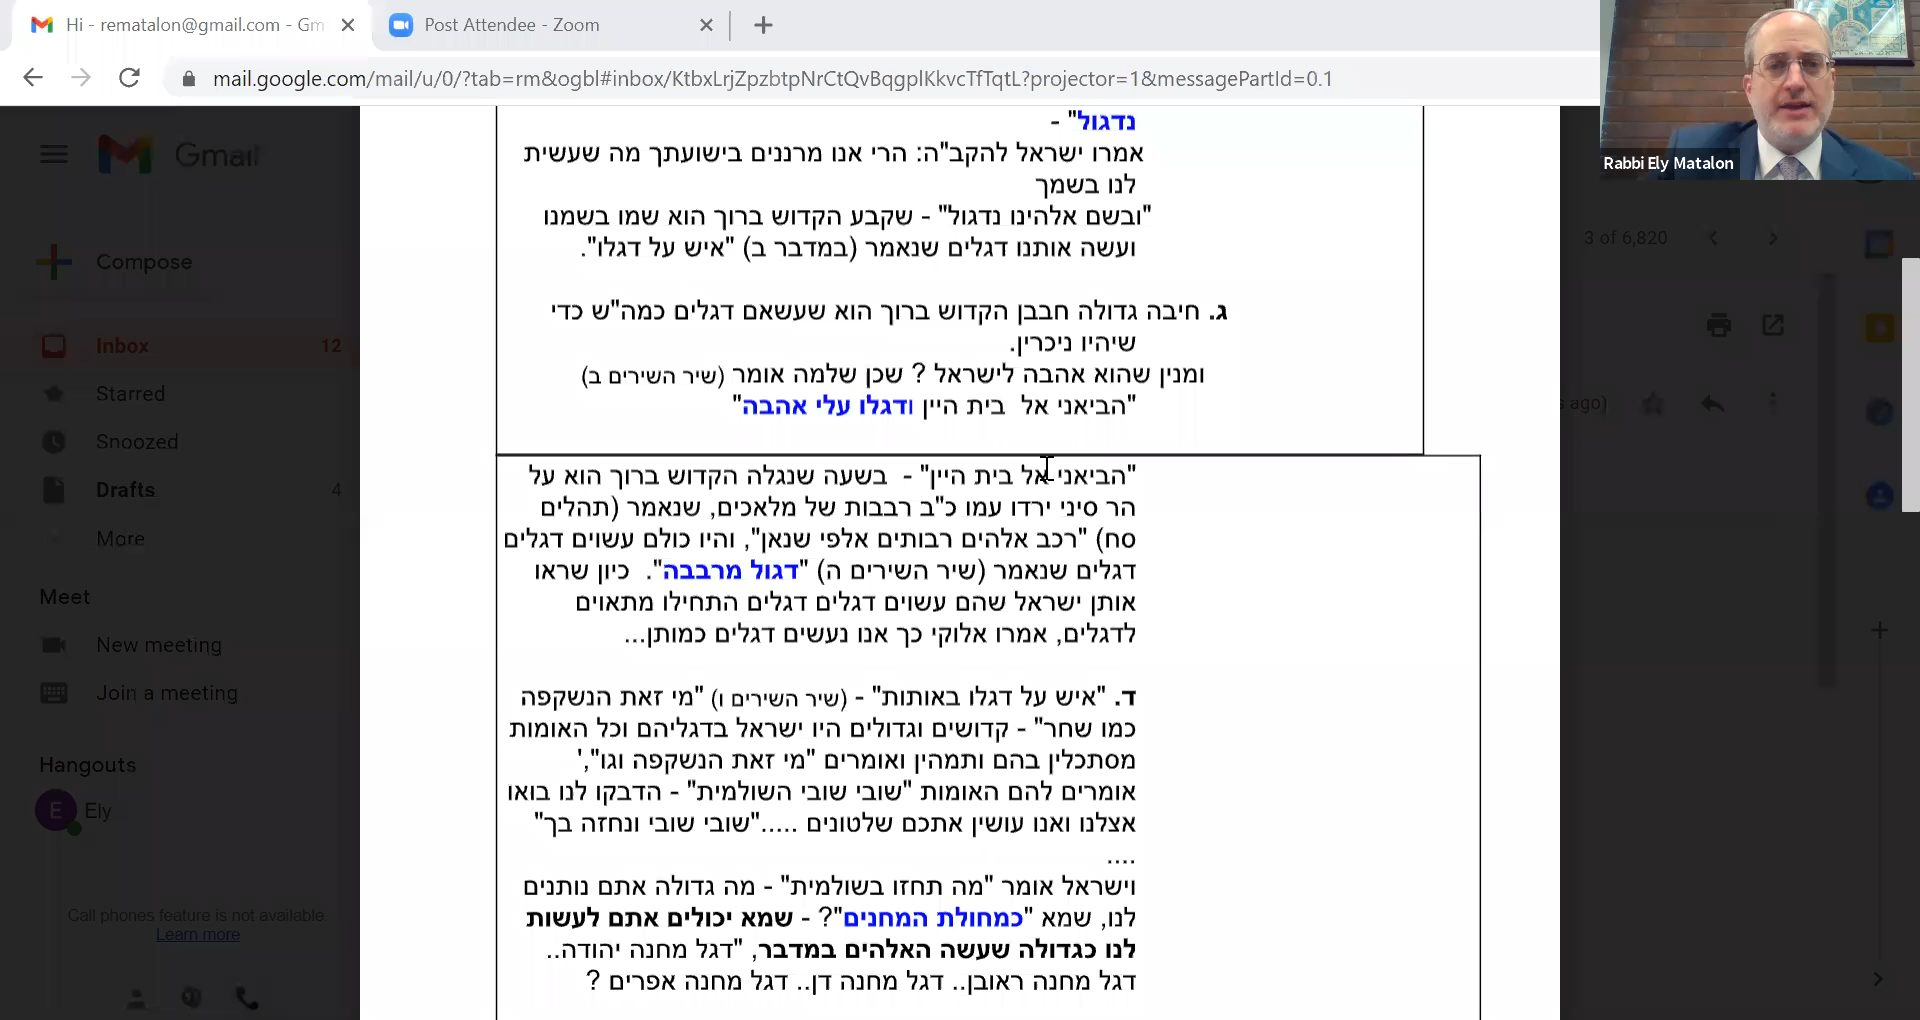 Hi - rematalon@gmail.com - Gm
Post Attendee - Zoom
mail.google.com/mail/u/0/?tab=rm&ogbl#inbox/KtbxLrjZpzbtpNrCtQvBqgplKkvcTfTqtL?projector=1&messagePartId=0.1
Rabbi Ely Matalon
Gmail
Compose
Inbox 12
Starred
Snoozed
Drafts 4
More
Meet
New meeting
Join a meeting
Hangouts
E Ely
Call phones feature is not available.
Learn more
3 of 6,820
ago)
נדגול" -
אמרו ישראל להקב"ה: הרי אנו מרננים בישועתך מה שעשית
לנו בשמך
"ובשם אלהינו נדגול" - שקבע הקדוש ברוך הוא שמו בשמנו
ועשה אותנו דגלים שנאמר (במדבר ב) "איש על דגלו".
ג. חיבה גדולה חבבן הקדוש ברוך הוא שעשאם דגלים כמה"ש כדי
שיהיו ניכרין.
ומנין שהוא אהבה לישראל ? שכן שלמה אומר (שיר השירים ב)
"הביאני אל בית היין ודגלו עלי אהבה"
"הביאני אל בית היין" - בשעה שנגלה הקדוש ברוך הוא על
הר סיני ירדו עמו כ"ב רבבות של מלאכים, שנאמר (תהלים
סח) "רכב אלהים רבותים אלפי שנאן", והיו כולם עשוים דגלים
דגלים שנאמר (שיר השירים ה) "דגול מרבבה". כיון שראו
אותן ישראל שהם עשוים דגלים דגלים התחילו מתאוים
לדגלים, אמרו אלוקי כך אנו נעשים דגלים כמותן...
ד. "איש על דגלו באותות" - (שיר השירים ו) "מי זאת הנשקפה
כמו שחר" - קדושים וגדולים היו ישראל בדגליהם וכל האומות
מסתכלין בהם ותמהין ואומרים "מי זאת הנשקפה וגו",'
אומרים להם האומות "שובי שובי השולמית" - הדבקו לנו בואו
אצלנו ואנו עושין אתכם שלטונים ....."שובי שובי ונחזה בך"
....
וישראל אומר "מה תחזו בשולמית" - מה גדולה אתם נותנים
לנו, שמא "כמחולת המחנים"? - שמא יכולים אתם לעשות
לנו כגדולה שעשה האלהים במדבר, "דגל מחנה יהודה..
דגל מחנה ראובן.. דגל מחנה דן.. דגל מחנה אפרים ?